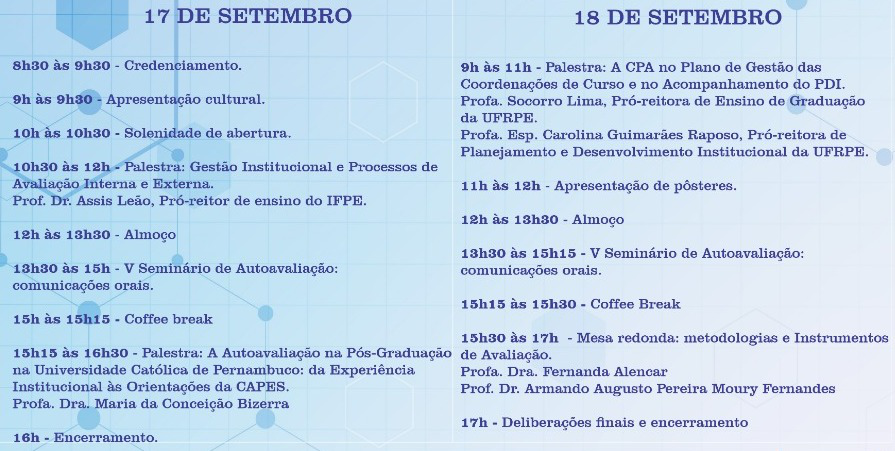 17 DE SETEMBRO
8h30 às 9h30 - Credenciamento.
9h às 9h30 - Apresentação cultural.
10h às 10h30 - Solenidade de abertura.
10h30 às 12h - Palestra: Gestão Institucional e Processos de
Avaliação Interna e Externa.
Prof. Dr. Assis Leão, Pró-reitor de ensino do IFPE.
12h às 13h30 - Almoço
13h30 às 15h - V Seminário de Autoavaliação:
comunicações orais.
15h às 15h15 - Coffee break
15h15 às 16h30 - Palestra: A Autoavaliação na Pós-Graduação
na Universidade Católica de Pernambuco: da Experiência
Institucional às Orientações da CAPES.
Profa. Dra. Maria da Conceição Bizerra
16h - Encerramento.
18 DE SETEMBRO
9h às 11h - Palestra: A CPA no Plano de Gestão das
Coordenações de Curso e no Acompanhamento do PDI.
Profa. Socorro Lima, Pró-reitora de Ensino de Graduação
da UFRPE.
Profa. Esp. Carolina Guimarães Raposo, Pró-reitora de
Planejamento e Desenvolvimento Institucional da UFRPE.
11h às 12h - Apresentação de pôsteres.
12h às 13h30 - Almoço
13h30 às 15h15 - V Seminário de Autoavaliação:
comunicações orais.
15h15 às 15h30 - Coffee Break
15h30 às 17h - Mesa redonda: metodologias e Instrumentos
de Avaliação.
Profa. Dra. Fernanda Alencar
Prof. Dr. Armando Augusto Pereira Moury Fernandes
17h - Deliberações finais e encerramento